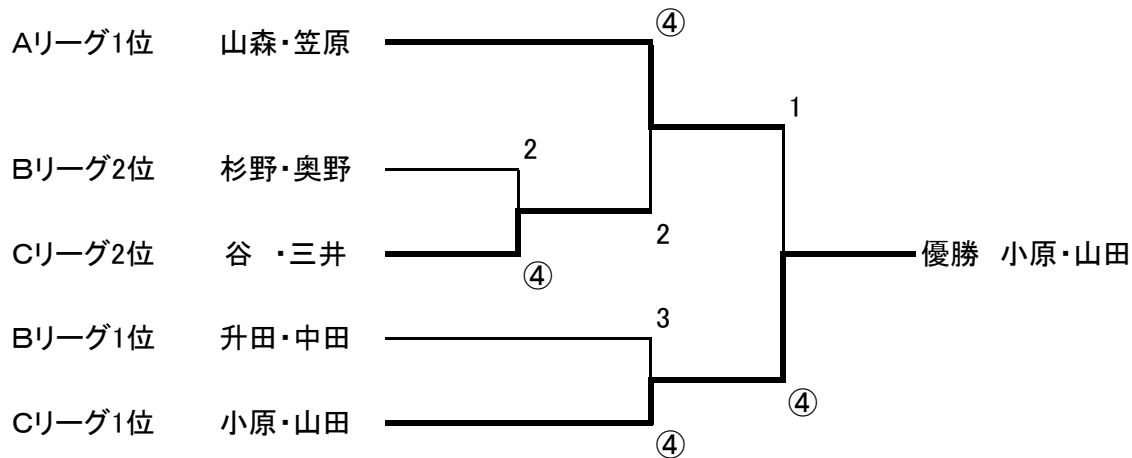 ④
Aリーグ1位 山森・笠原
1
2
Bリーグ2位 杉野・奥野
2
Cリーグ2位 谷 ・三井
優勝 小原・山田
④
3
Bリーグ1位 升田・中田
④
Cリーグ1位 小原・山田
④